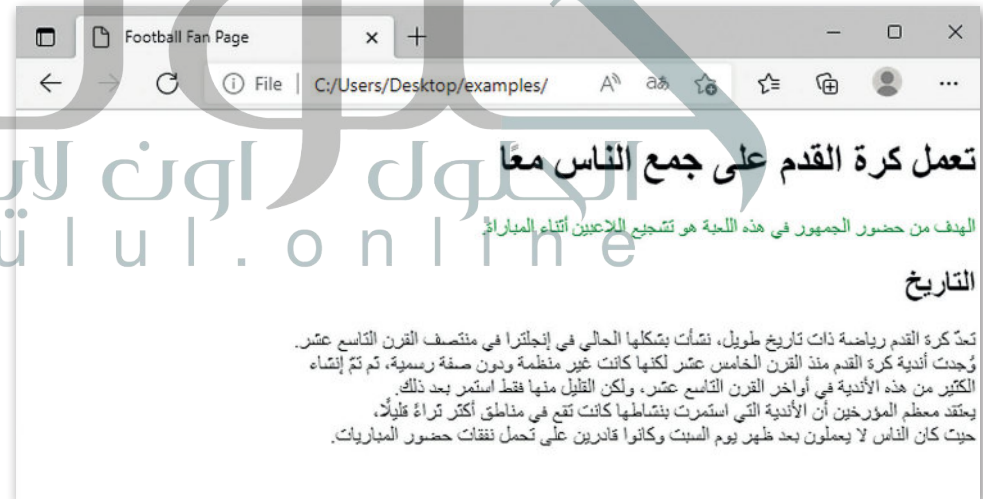 Football Fan Page
File | C:/Users/Desktop/examples/
تعمل كرة القدم على جمع الناس معًا
الهدف من حضور الجمهور في هذه اللعبة هو تشجيع اللاعبين أثناء المباراة.
التاريخ
تعدّ كرة القدم رياضة ذات تاريخ طويل، نشأت بشكلها الحالي في إنجلترا في منتصف القرن التاسع عشر.
وُجدت أندية كرة القدم منذ القرن الخامس عشر لكنها كانت غير منظمة ودون صفة رسمية، ثم تمّ إنشاء
الكثير من هذه الأندية في أواخر القرن التاسع عشر، ولكن القليل منها فقط استمر بعد ذلك.
يعتقد معظم المؤرخين أن الأندية التي استمرت بنشاطها كانت تقع في مناطق أكثر ثراءً قليلًا،
حيث كان الناس لا يعملون بعد ظهر يوم السبت وكانوا قادرين على تحمل نفقات حضور المباريات.
الحلول اون لاين
ülul.online